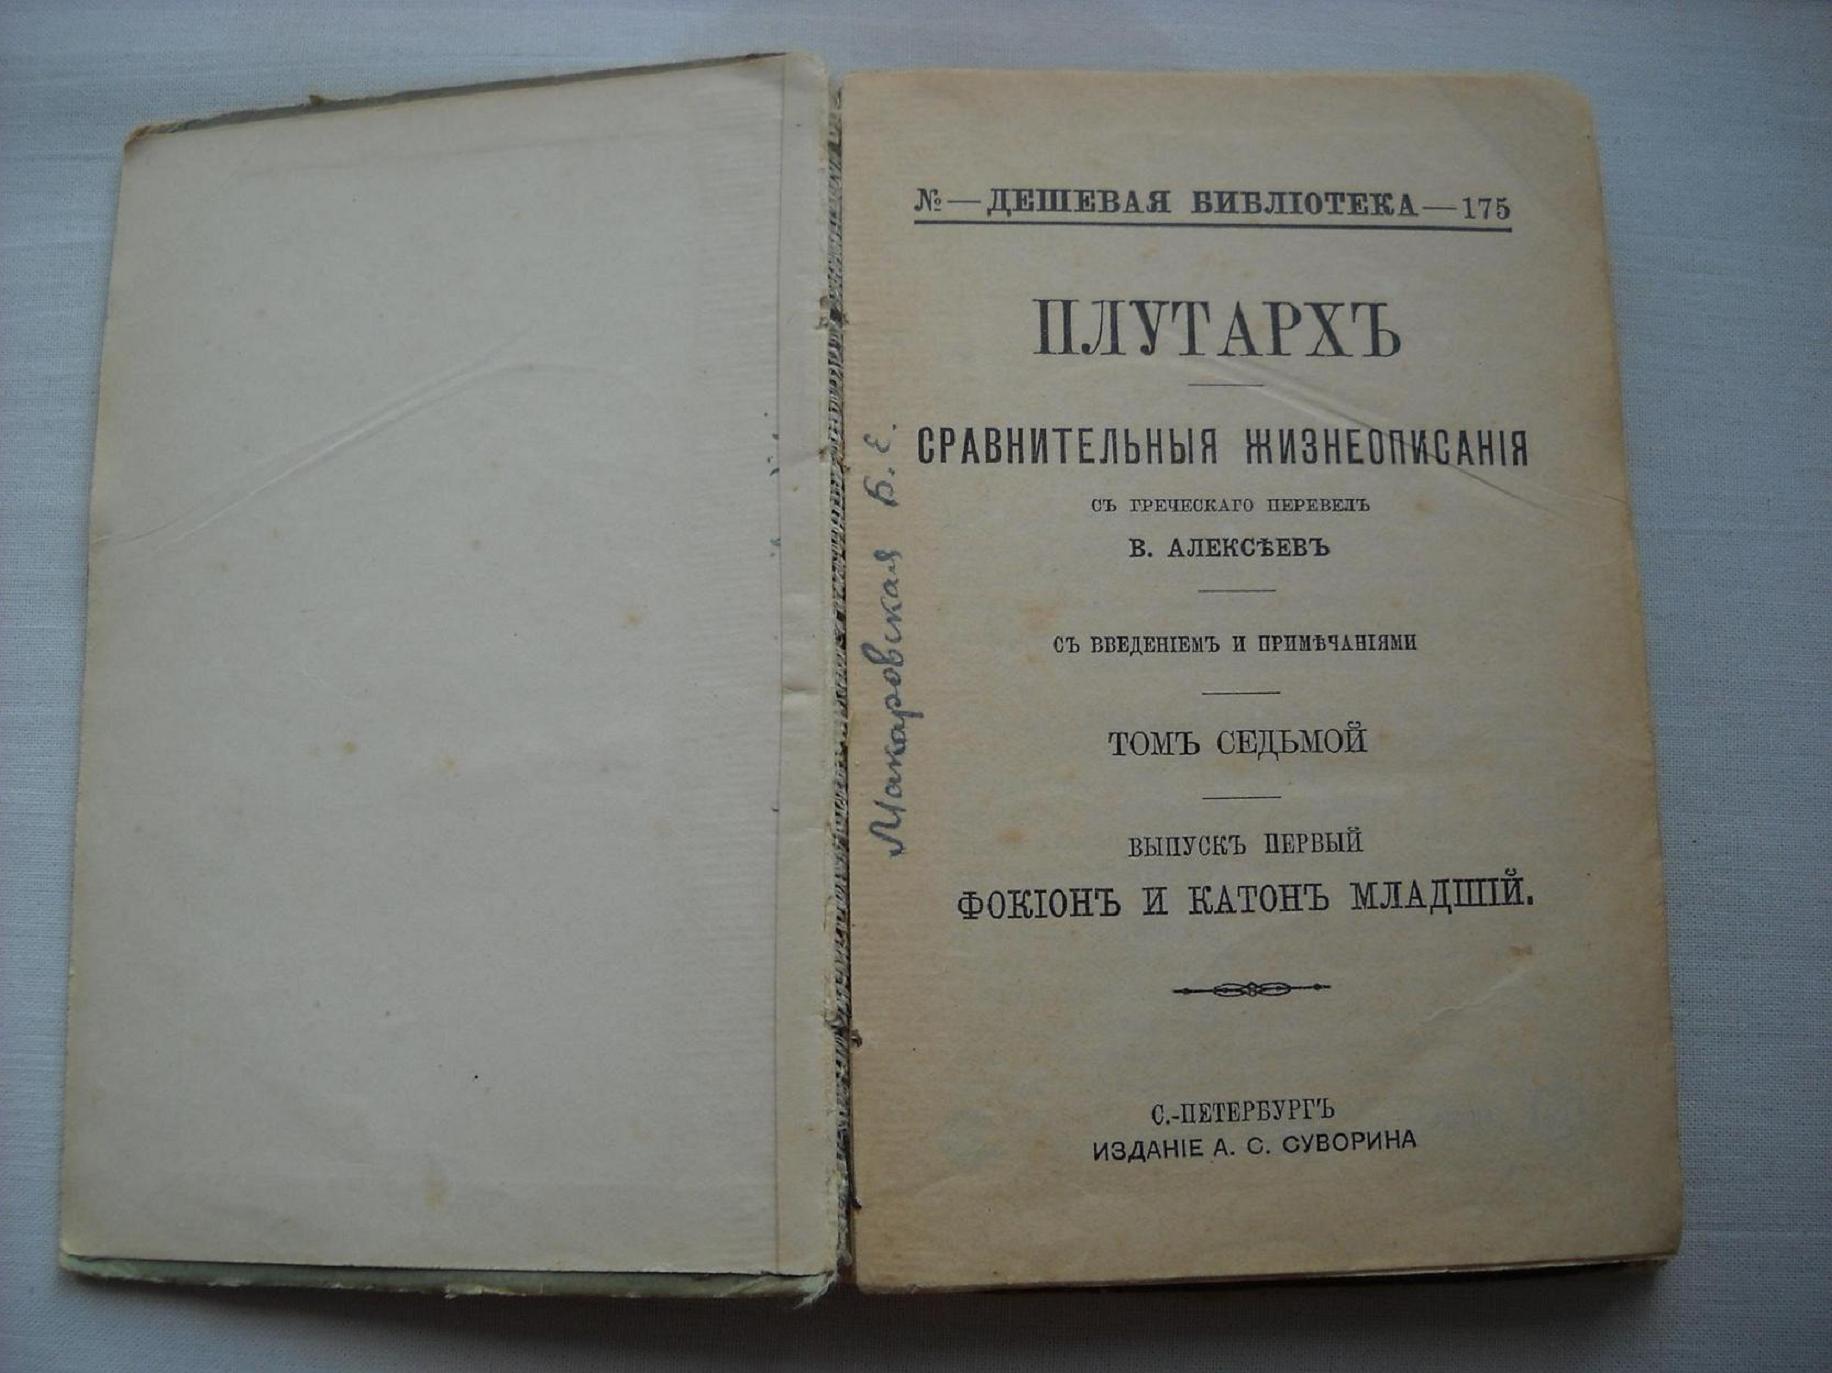 № — ДЕШЕВАЯ БИБЛІОТЕКА — 175
ПЛУТАРХЪ
СРАВНИТЕЛЬНЫЯ ЖИЗНЕОПИСАНІЯ
СЪ ГРЕЧЕСКАГО ПЕРЕВЕЛЪ
В. АЛЕКСѢЕВЪ
СЪ ВВЕДЕНІЕМЪ И ПРИМѢЧАНІЯМИ
ТОМЪ СЕДЬМОЙ
ВЫПУСКЪ ПЕРВЫЙ
ФОКІОНЪ И КАТОНЪ МЛАДШІЙ.
С.-ПЕТЕРБУРГЪ
ИЗДАНІЕ А. С. СУВОРИНА
Макаровская Б. Е.